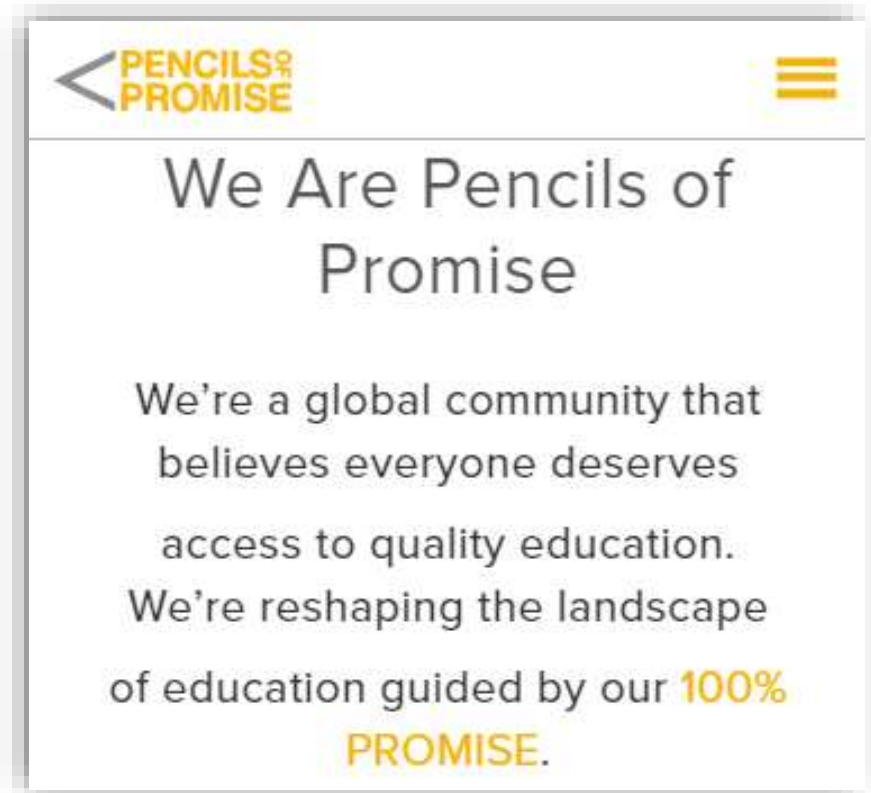 PENCILS OF
PROMISE
We Are Pencils of
Promise
We’re a global community that
believes everyone deserves
access to quality education.
We’re reshaping the landscape
of education guided by our 100%
PROMISE.